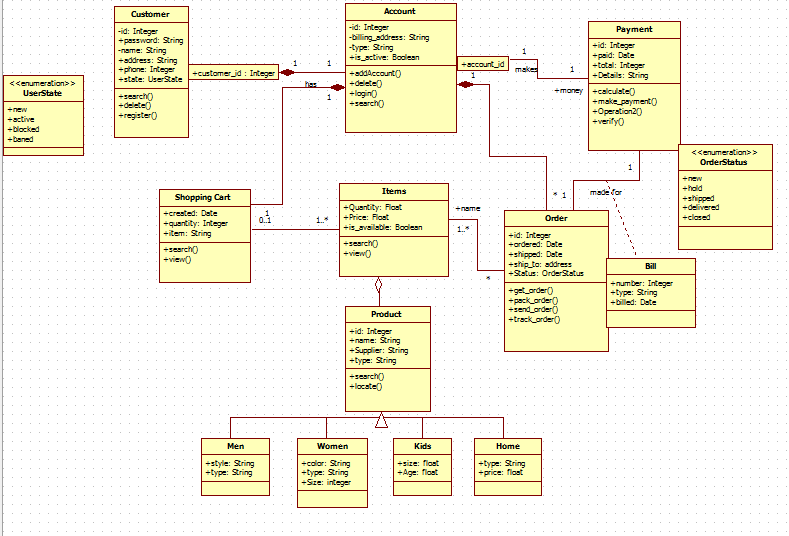 Customer
-id: Integer
+password: String
-name: String
+address: String
+phone: Integer
+state: UserState
+search()
+delete()
+register()
+customer_id : Integer
1
1
Account
-id: Integer
-billing_address: String
-type: String
+is_active: Boolean
+addAccount()
+delete()
+login()
+search()
+account_id
1
makes
1
+money
Payment
+id: Integer
+paid: Date
+total: Integer
+Details: String
+calculate()
+make_payment()
+Operation2()
+verify()
<<enumeration>>
UserState
+new
+active
+blocked
+baned
has
1
1
1
* 1
made for
<<enumeration>>
OrderStatus
+new
+hold
+shipped
+delivered
+closed
Shopping Cart
+created: Date
+quantity: Integer
+item: String
+search()
+view()
1
0..1
1..*
Items
+Quantity: Float
+Price: Float
+is_available: Boolean
+search()
+view()
+name
1..*
*
Order
+id: Integer
+ordered: Date
+shipped: Date
+ship_to: address
+Status: OrderStatus
+get_order()
+pack_order()
+send_order()
+track_order()
Bill
+number: Integer
+type: String
+billed: Date
Product
+id: Integer
+name: String
+Supplier: String
+type: String
+search()
+locate()
Men
+style: String
+type: String
Women
+color: String
+type: String
+Size: integer
Kids
+size: float
+Age: float
Home
+type: String
+price: float